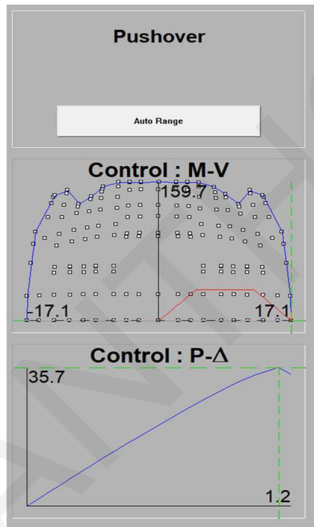 Pushover
Auto Range
Control : M-V
159.7
-17.1
17.1
Control : P-Δ
35.7
1.2